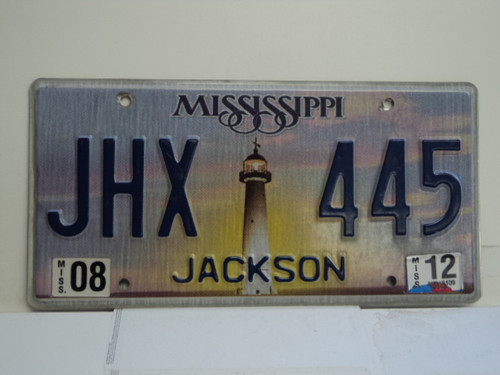 MISSISSIPPI
JHX 445
JACKSON
MISS. 08
MISS 12